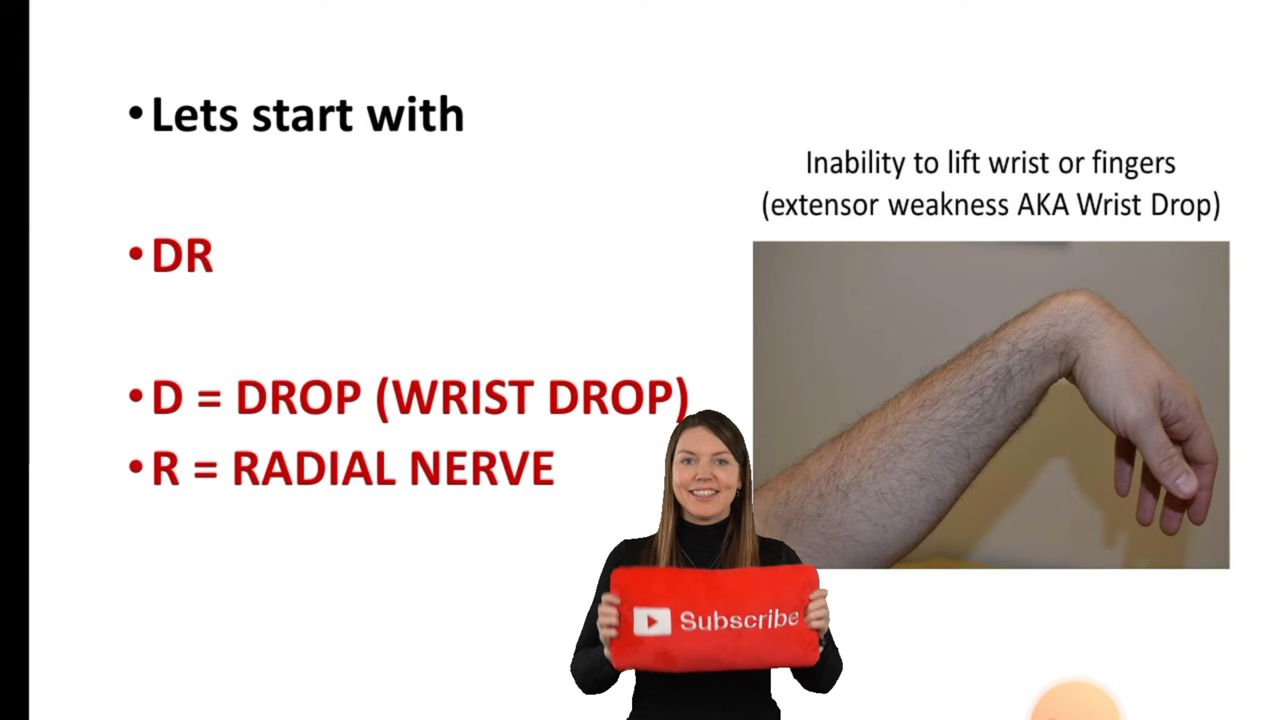 •Lets start with
•DR
•D = DROP (WRIST DROP)
•R = RADIAL NERVE
Inability to lift wrist or fingers
(extensor weakness AKA Wrist Drop)
Subscribe